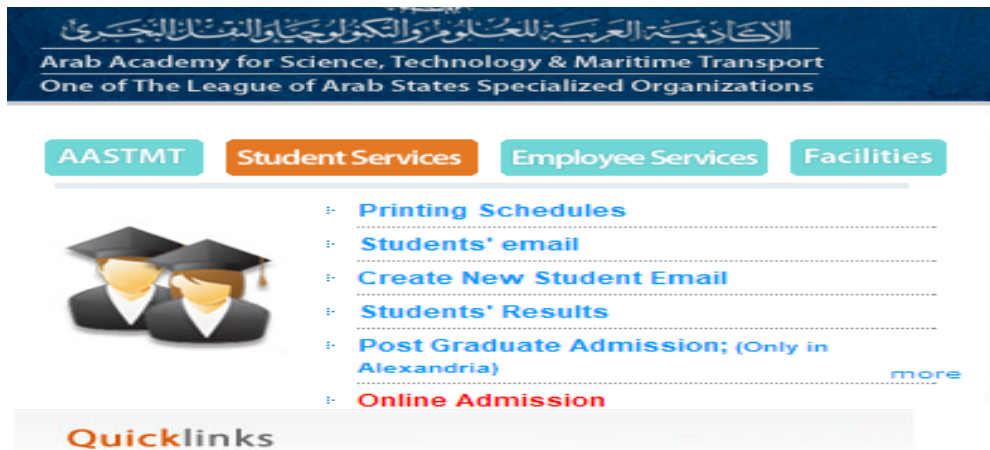 الأكاديمية العربية للعلوم والتكنولوجيا والنقل البحري
Arab Academy for Science, Technology & Maritime Transport
One of The League of Arab States Specialized Organizations
AASTMT Student Services Employee Services Facilities
Printing Schedules
Students' email
Create New Student Email
Students' Results
Post Graduate Admission; (Only in
Alexandria)
more
Online Admission
Quicklinks